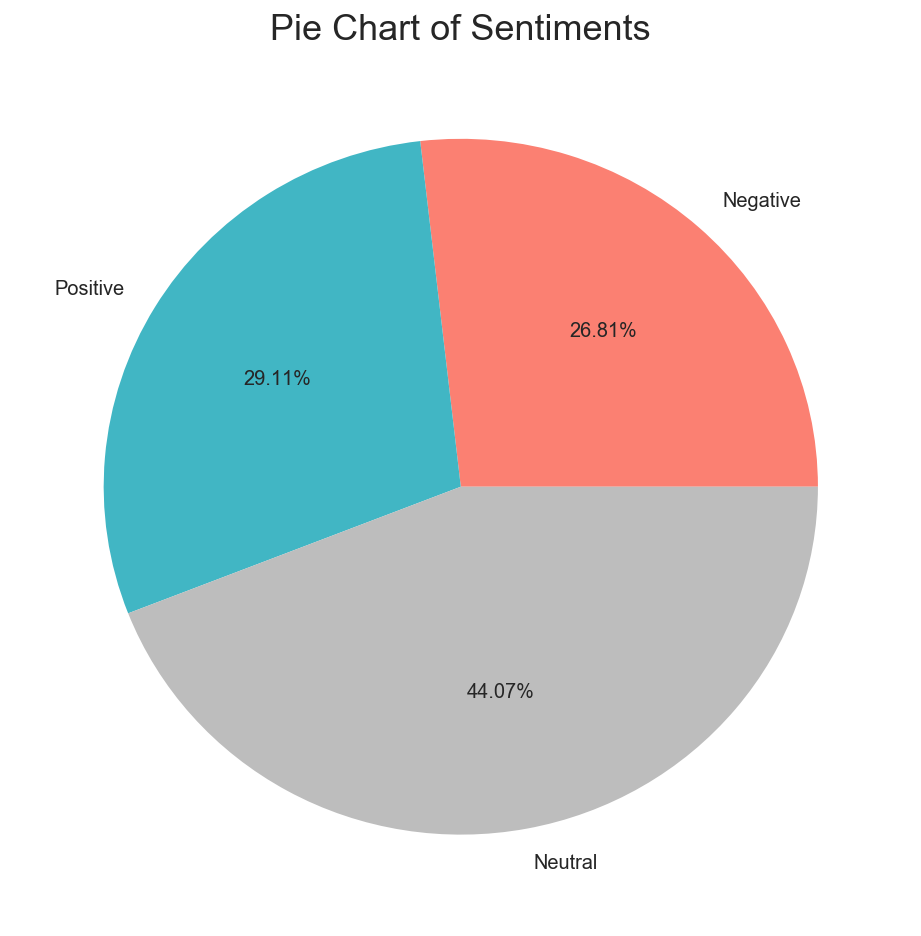 Pie Chart of Sentiments
Negative
Positive
26.81%
29.11%
44.07%
Neutral